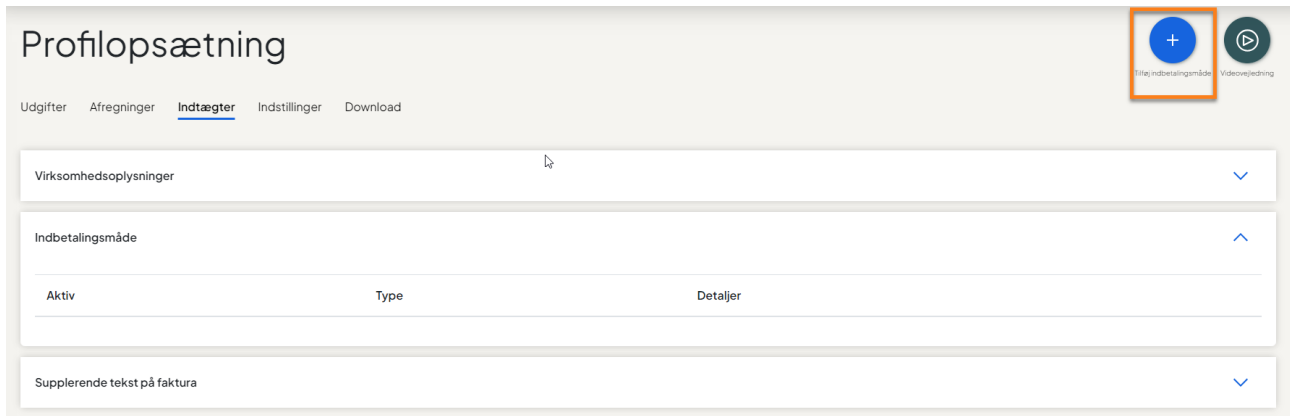 Profilopsætning
Tilføj indbetalingsmåde Videovejledning
Udgifter Afregninger Indtægter Indstillinger Download
Virksomhedsoplysninger
Indbetalingsmåde
Aktiv Type Detaljer
Supplerende tekst på faktura